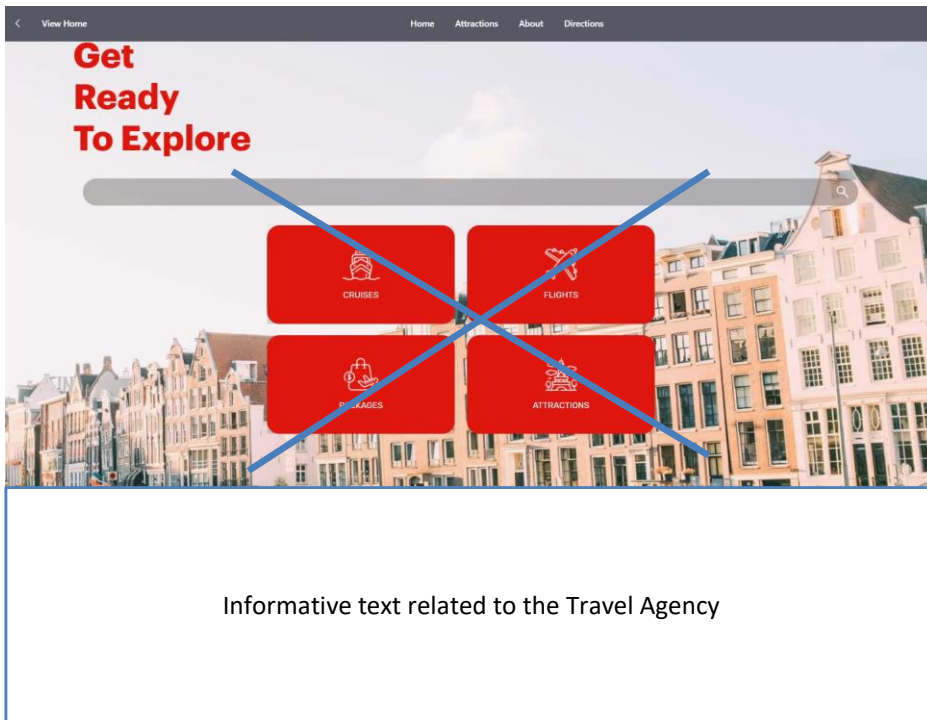 View Home
Home Attractions About Directions
Get
Ready
To Explore
CRUISES
FLIGHTS
PACKAGES
ATTRACTIONS
Informative text related to the Travel Agency